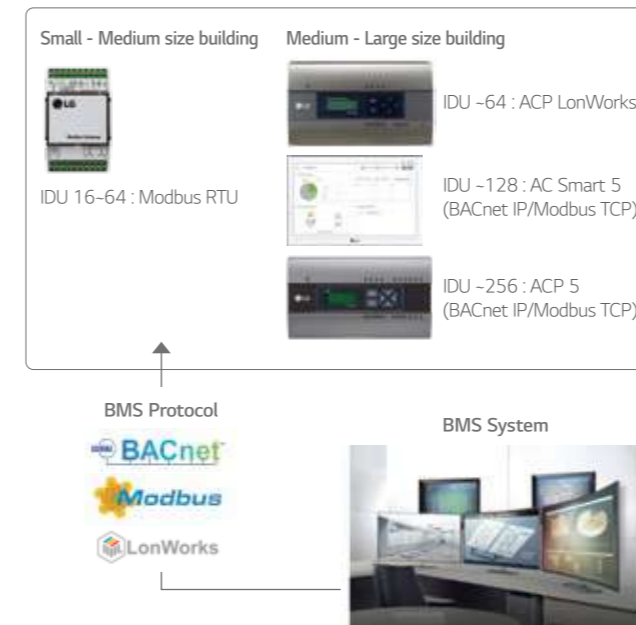 Small - Medium size building
Medium - Large size building
LG
IDU 16~64 : Modbus RTU
IDU ~64 : ACP LonWorks
IDU ~128 : AC Smart 5
(BACnet IP/Modbus TCP)
LG
IDU ~256 : ACP 5
(BACnet IP/Modbus TCP)
BMS Protocol
BACnet
Modbus
LonWorks
BMS System